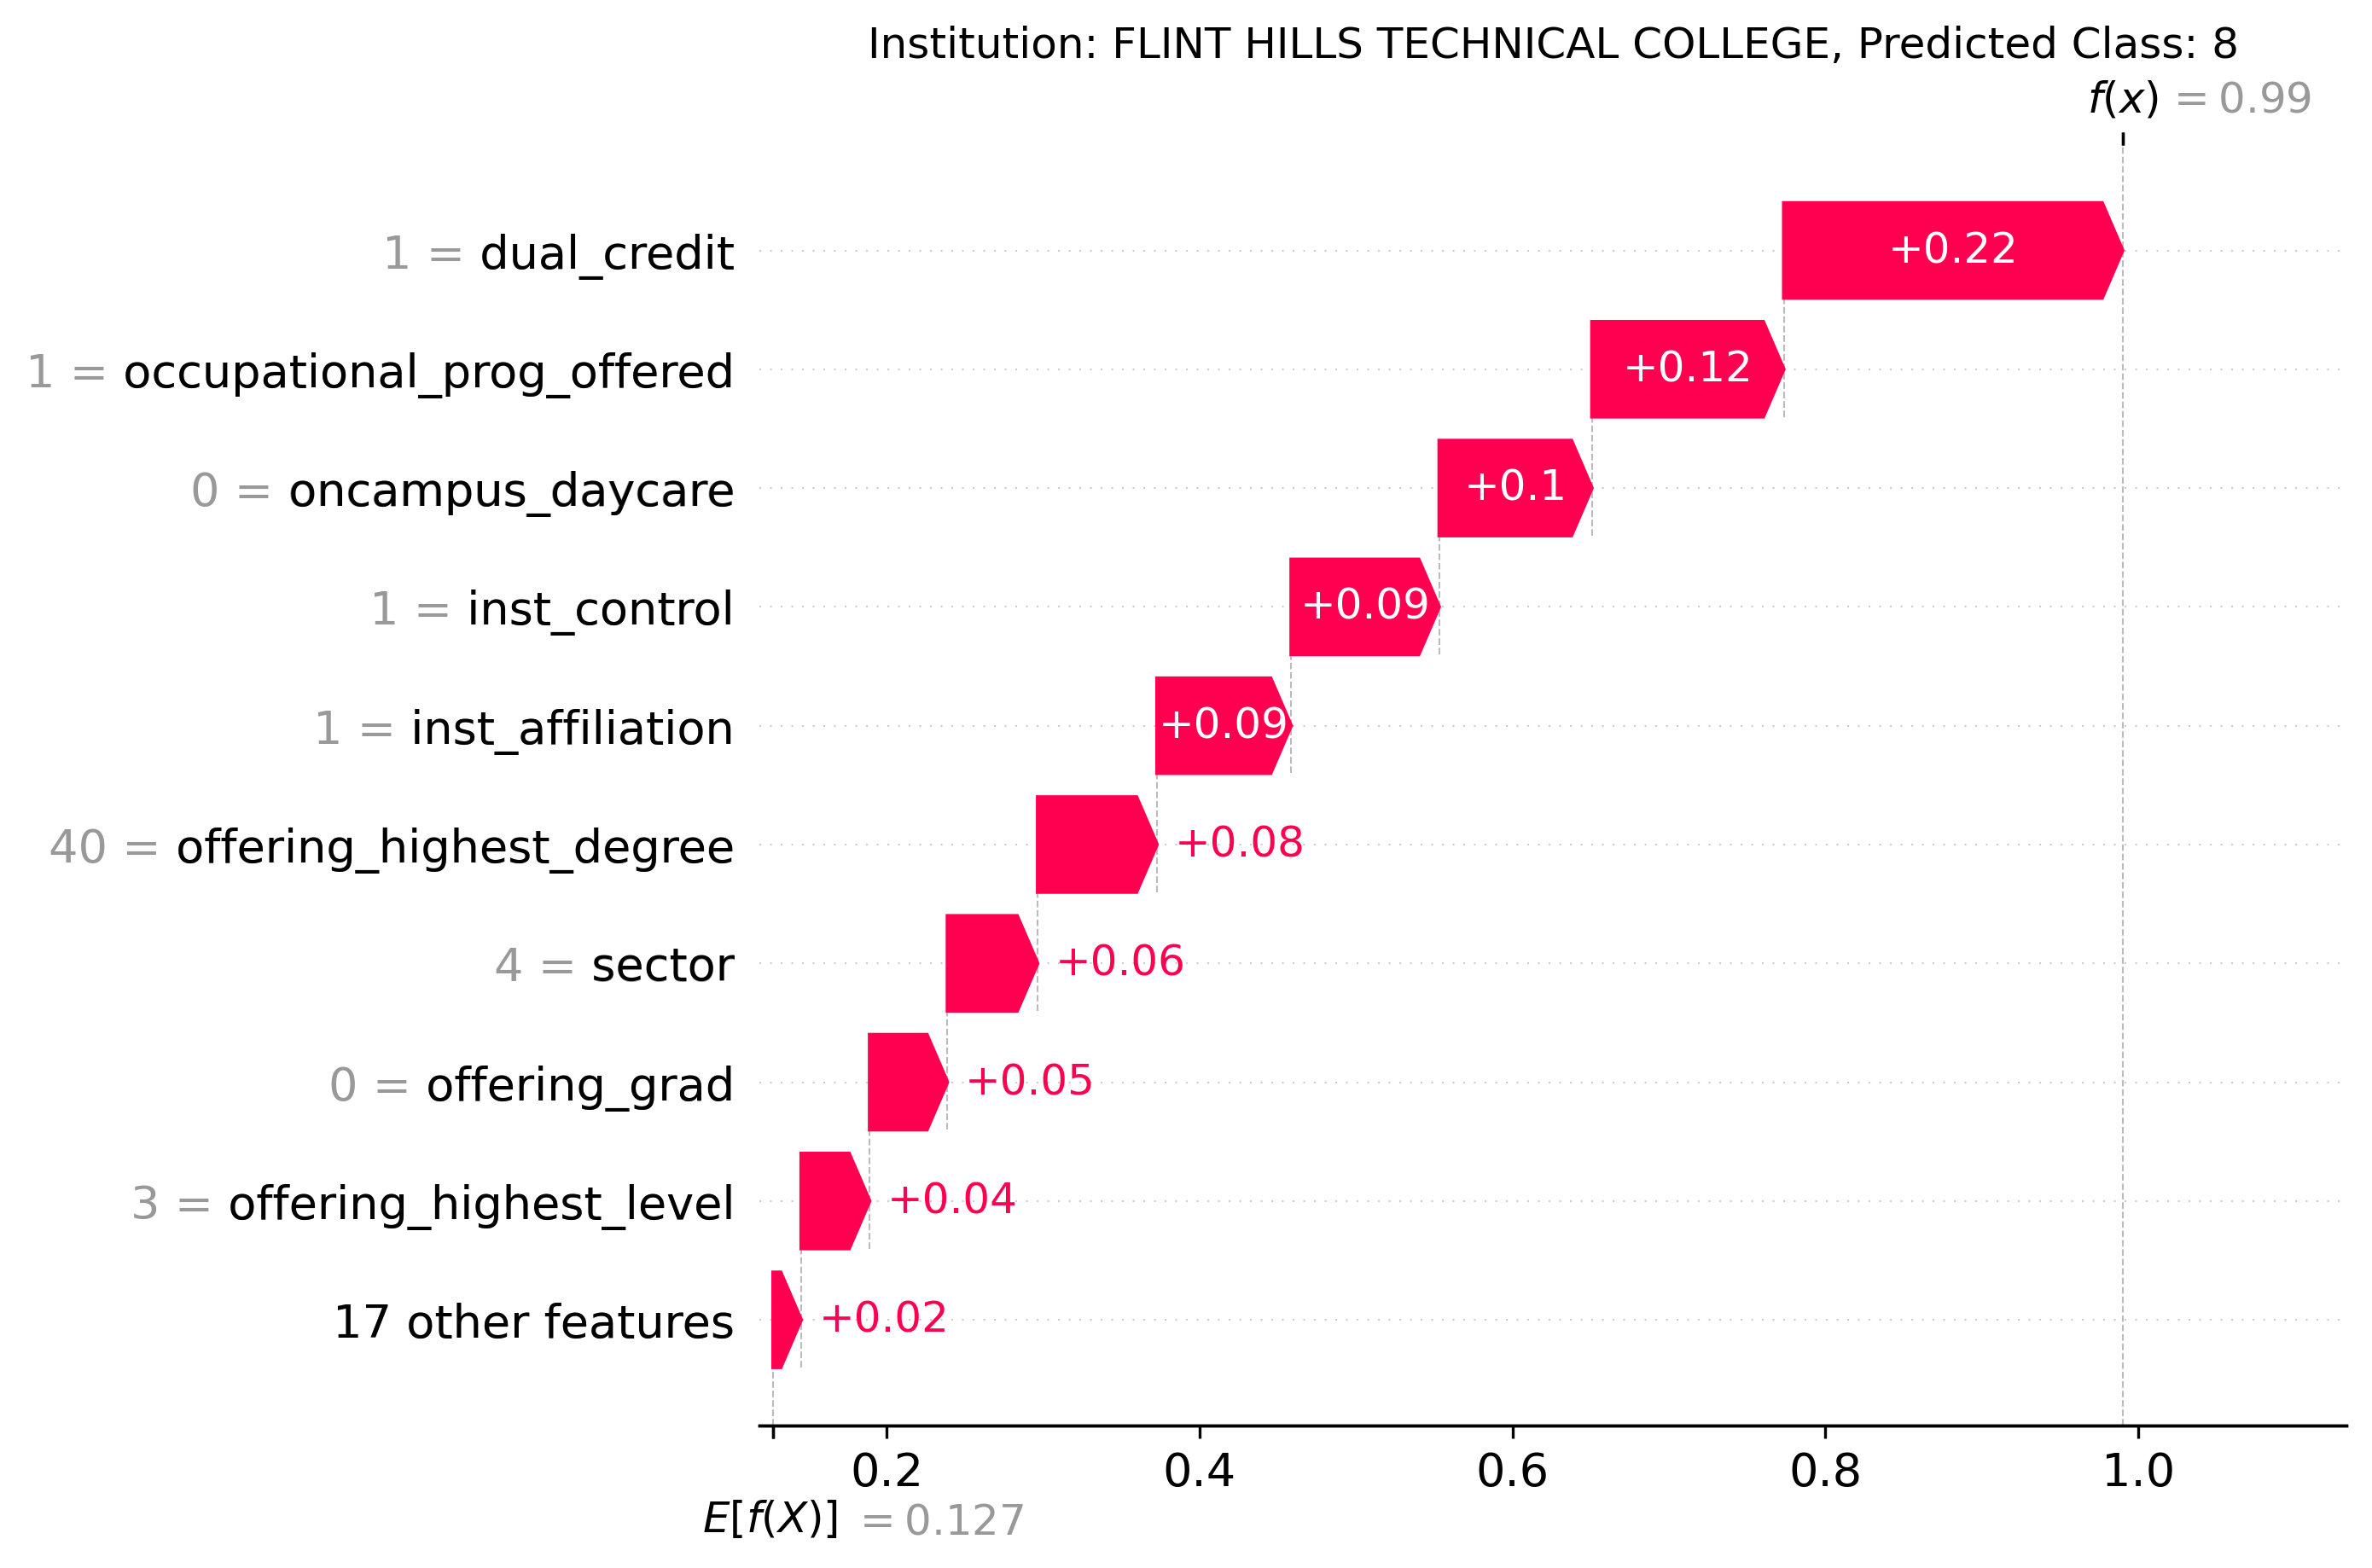 Institution: FLINT HILLS TECHNICAL COLLEGE, Predicted Class: 8
f(x) = 0.99
1 = dual_credit +0.22
1 = occupational_prog_offered +0.12
0 = oncampus_daycare +0.1
1 = inst_control +0.09
1 = inst_affiliation +0.09
40 = offering_highest_degree +0.08
4 = sector +0.06
0 = offering_grad +0.05
3 = offering_highest_level +0.04
17 other features +0.02
0.2 0.4 0.6 0.8 1.0
E[f(X)] = 0.127